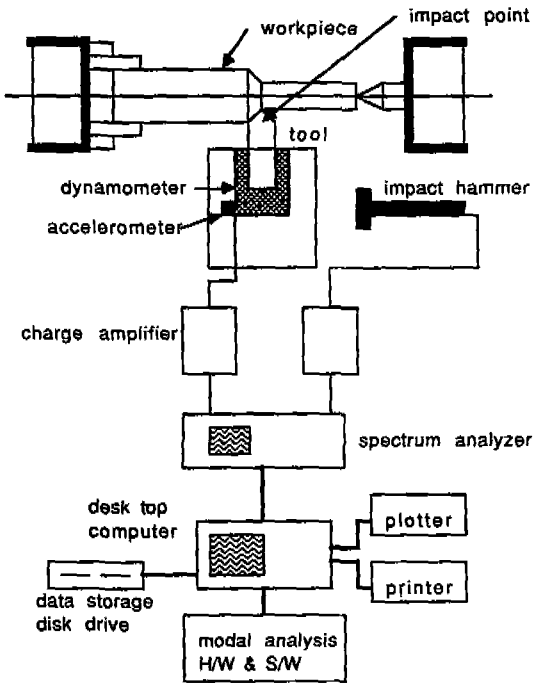 impact point
workpiece
tool
dynamometer
impact hammer
accelerometer
charge amplifier
spectrum analyzer
desk top
computer
plotter
printer
data storage
disk drive
modal analysis
H/W & S/W